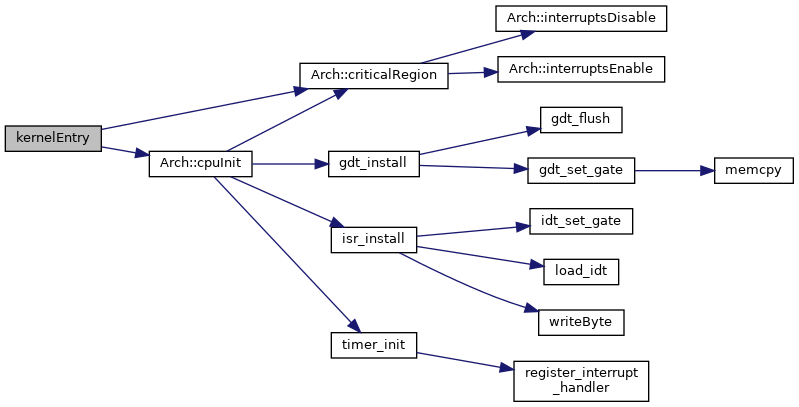 kernelEntry
Arch::criticalRegion
Arch::interruptsDisable
Arch::interruptsEnable
Arch::cpuInit
gdt_install
gdt_flush
gdt_set_gate
memcpy
isr_install
idt_set_gate
load_idt
writeByte
timer_init
register_interrupt
_handler